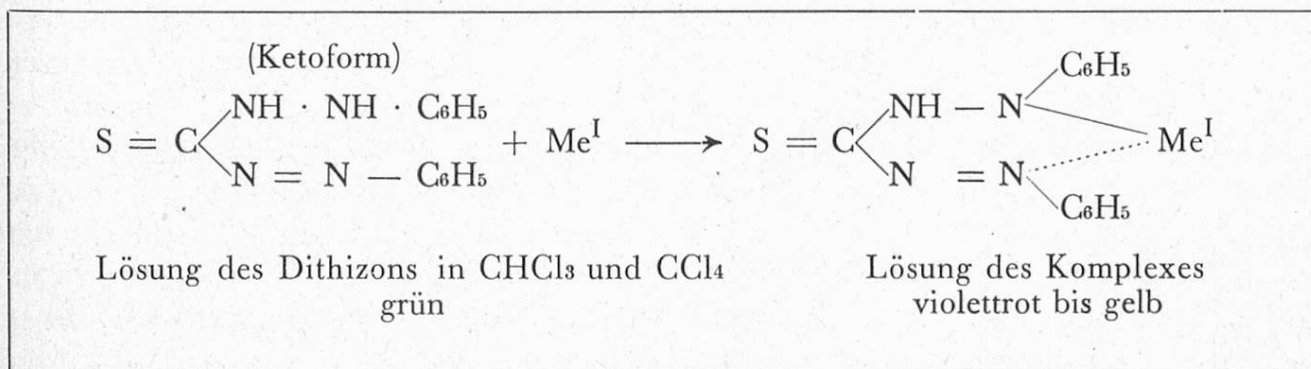 (Ketoform)
NH · NH · C₆H₅
S = C
N = N — C₆H₅
+ Meᴵ ⟶
C₆H₅
NH — N
S = C
Meᴵ
N = N
C₆H₅
Lösung des Dithizons in CHCl₃ und CCl₄
grün
Lösung des Komplexes
violettrot bis gelb